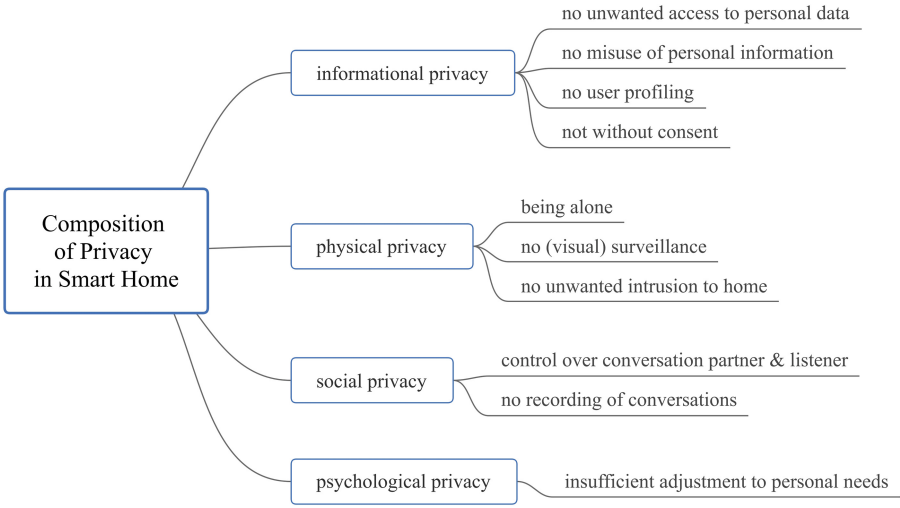 Composition
of Privacy
in Smart Home
informational privacy
no unwanted access to personal data
no misuse of personal information
no user profiling
not without consent
physical privacy
being alone
no (visual) surveillance
no unwanted intrusion to home
social privacy
control over conversation partner & listener
no recording of conversations
psychological privacy
insufficient adjustment to personal needs